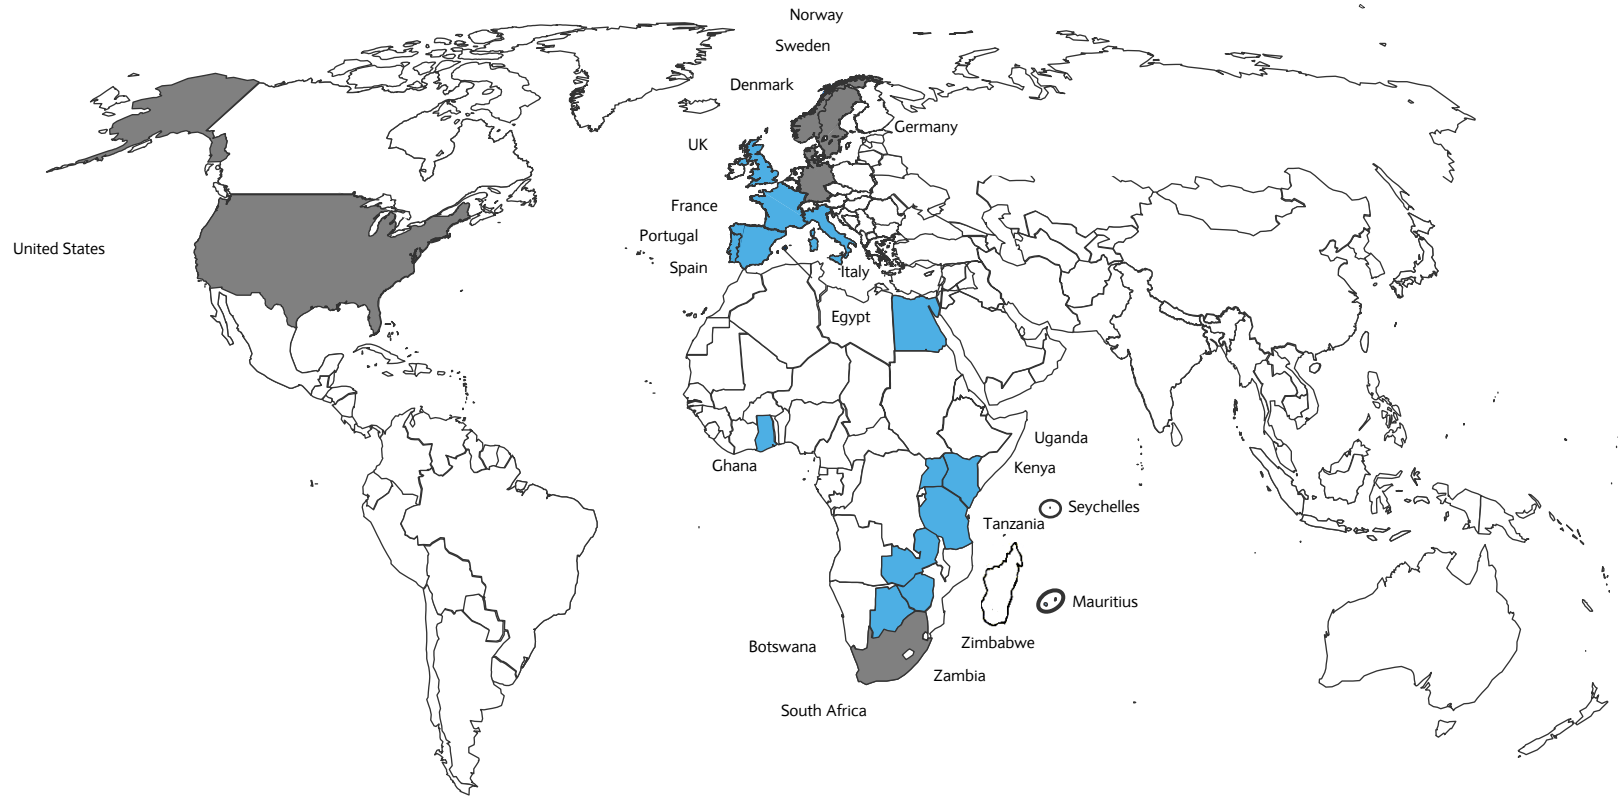 Norway
Sweden
Denmark
Germany
UK
France
Portugal
United States
Spain
Italy
Egypt
Uganda
Ghana
Kenya
Seychelles
Tanzania
Mauritius
Zimbabwe
Botswana
Zambia
South Africa